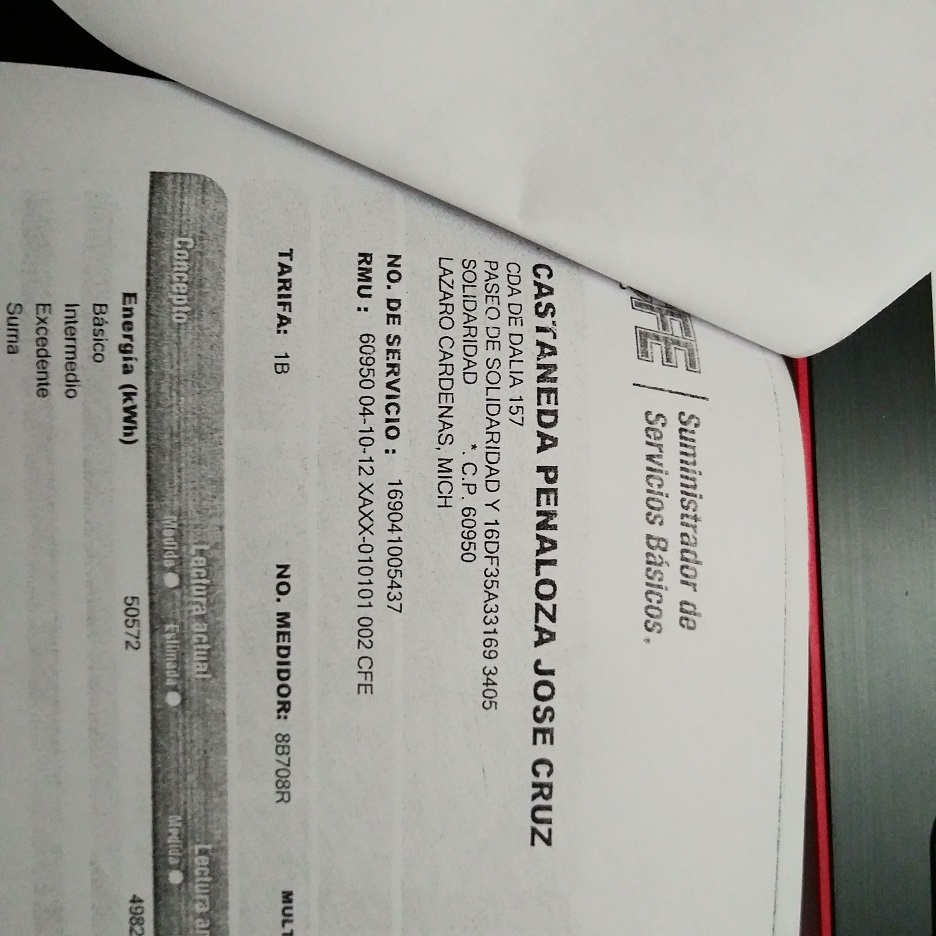 CFE
Suministrador de
Servicios Básicos.
CASTANEDA PENALOZA JOSE CRUZ
CDA DE DALIA 157
PASEO DE SOLIDARIDAD Y 16DF35A33169 3405
SOLIDARIDAD *. C.P. 60950
LAZARO CARDENAS, MICH
NO. DE SERVICIO : 169041005437
RMU : 60950 04-10-12 XAXX-010101 002 CFE
TARIFA: 1B NO. MEDIDOR: 8B708R MULT
Concepto Lectura actual Lectura an
Medida Estimada Medida
Energía (kWh) 50572 4982
Básico
Intermedio
Excedente
Suma